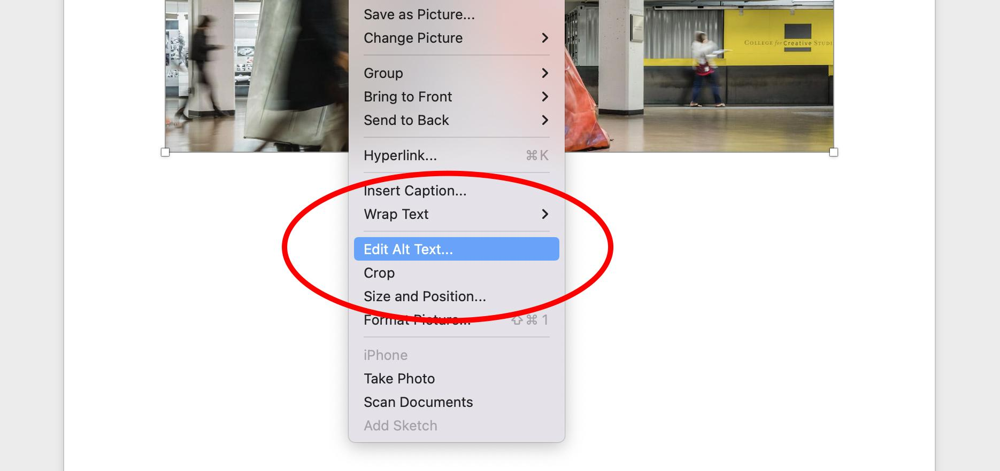 Save as Picture...
Change Picture
Group
Bring to Front
Send to Back
Hyperlink... ⌘K
Insert Caption...
Wrap Text
Edit Alt Text...
Crop
Size and Position...
Format Picture... ⇧⌘1
iPhone
Take Photo
Scan Documents
Add Sketch
COLLEGE for Creative STUDI